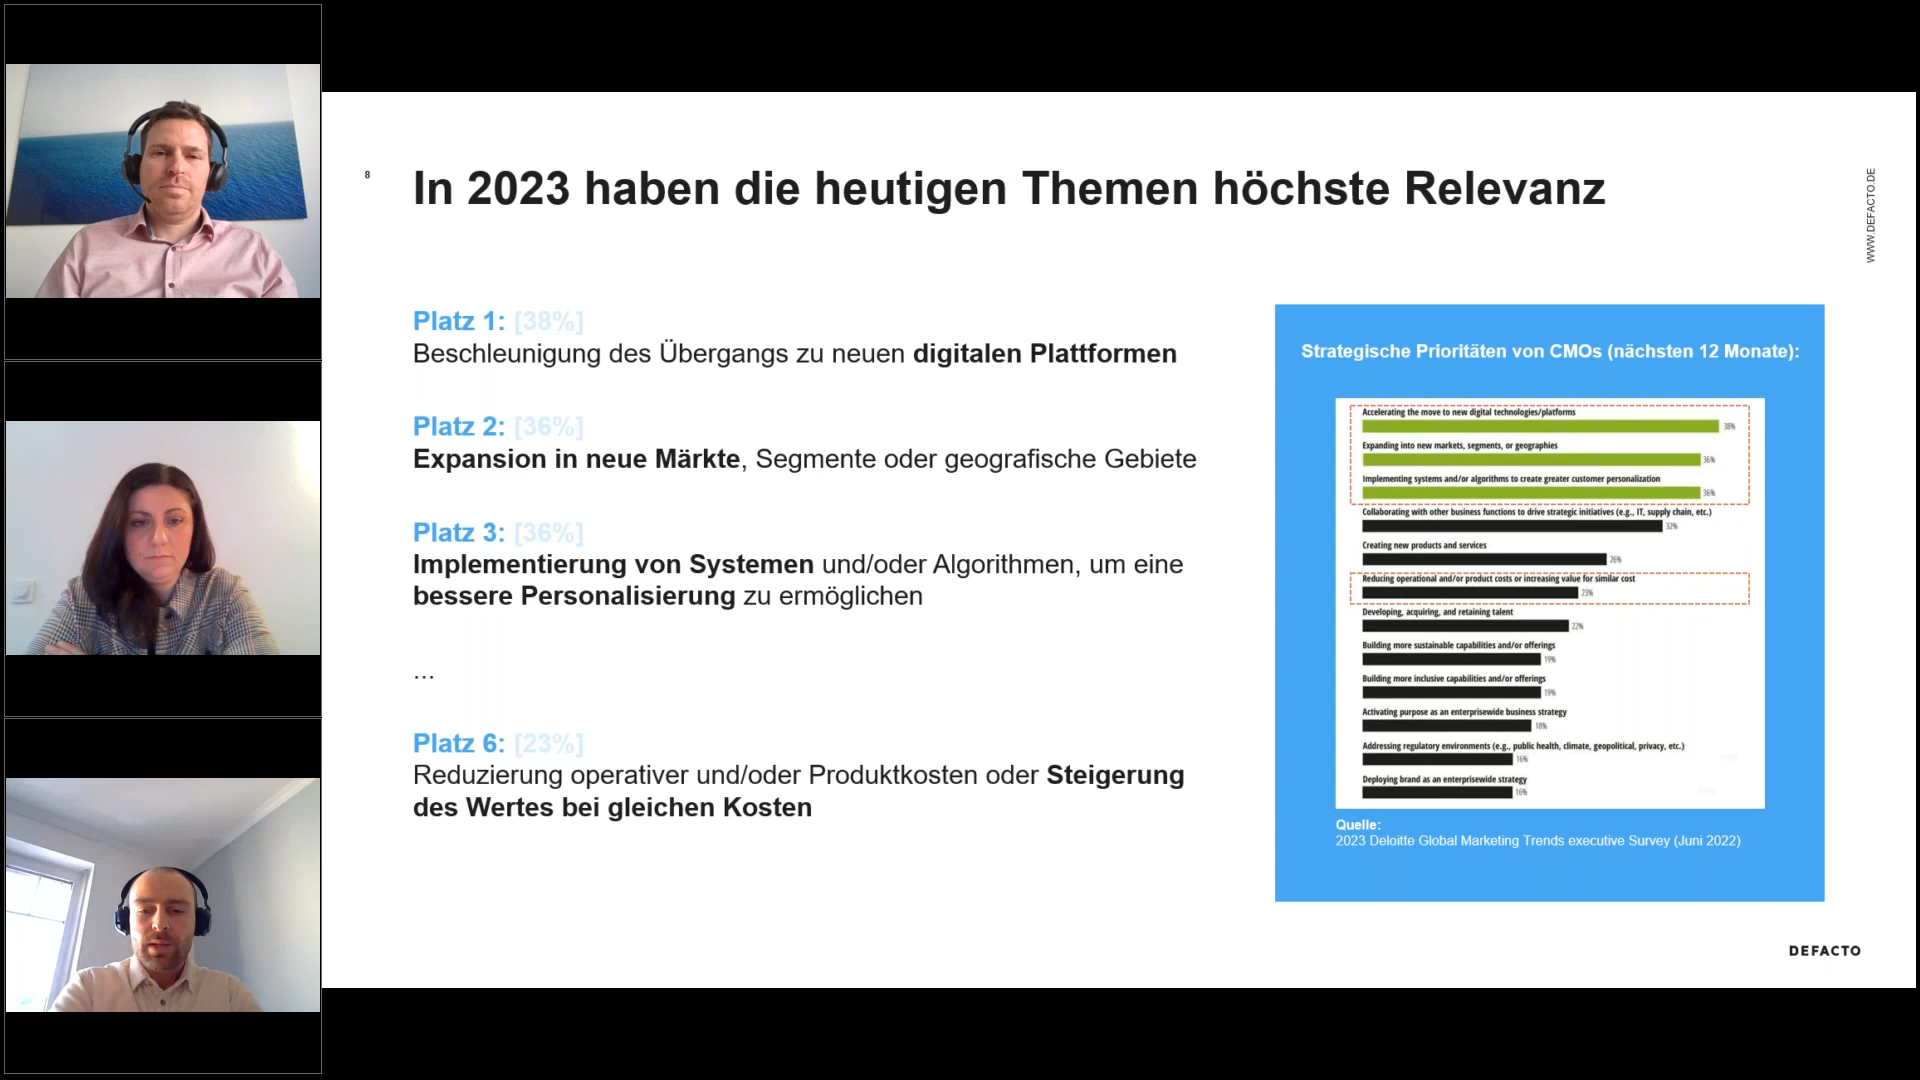 8
In 2023 haben die heutigen Themen höchste Relevanz
WWW.DEFACTO.DE
Platz 1: [38%]
Beschleunigung des Übergangs zu neuen digitalen Plattformen
Platz 2: [36%]
Expansion in neue Märkte, Segmente oder geografische Gebiete
Platz 3: [36%]
Implementierung von Systemen und/oder Algorithmen, um eine
bessere Personalisierung zu ermöglichen
...
Platz 6: [23%]
Reduzierung operativer und/oder Produktkosten oder Steigerung
des Wertes bei gleichen Kosten
Strategische Prioritäten von CMOs (nächsten 12 Monate):
Accelerating the move to new digital technologies/platforms
38%
Expanding into new markets, segments, or geographies
36%
Implementing systems and/or algorithms to create greater customer personalization
36%
Collaborating with other business functions to drive strategic initiatives (e.g., IT, supply chain, etc.)
32%
Creating new products and services
26%
Reducing operational and/or product costs or increasing value for similar cost
23%
Developing, acquiring, and retaining talent
22%
Building more sustainable capabilities and/or offerings
19%
Building more inclusive capabilities and/or offerings
19%
Activating purpose as an enterprisewide business strategy
18%
Addressing regulatory environments (e.g., public health, climate, geopolitical, privacy, etc.)
16%
Deploying brand as an enterprisewide strategy
16%
Quelle:
2023 Deloitte Global Marketing Trends executive Survey (Juni 2022)
DEFACTO